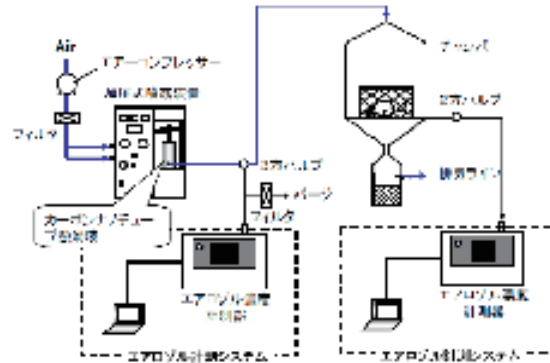 Air
エアーコンプレッサー
フィルタ
カーボンナノチューブ
2方バルブ
パージ
フィルタ
チャンバ
2方バルブ
排気ライン
エアロゾル濃度
計測器
エアロゾル計測システム
エアロゾル濃度
計測器
エアロゾル計測システム